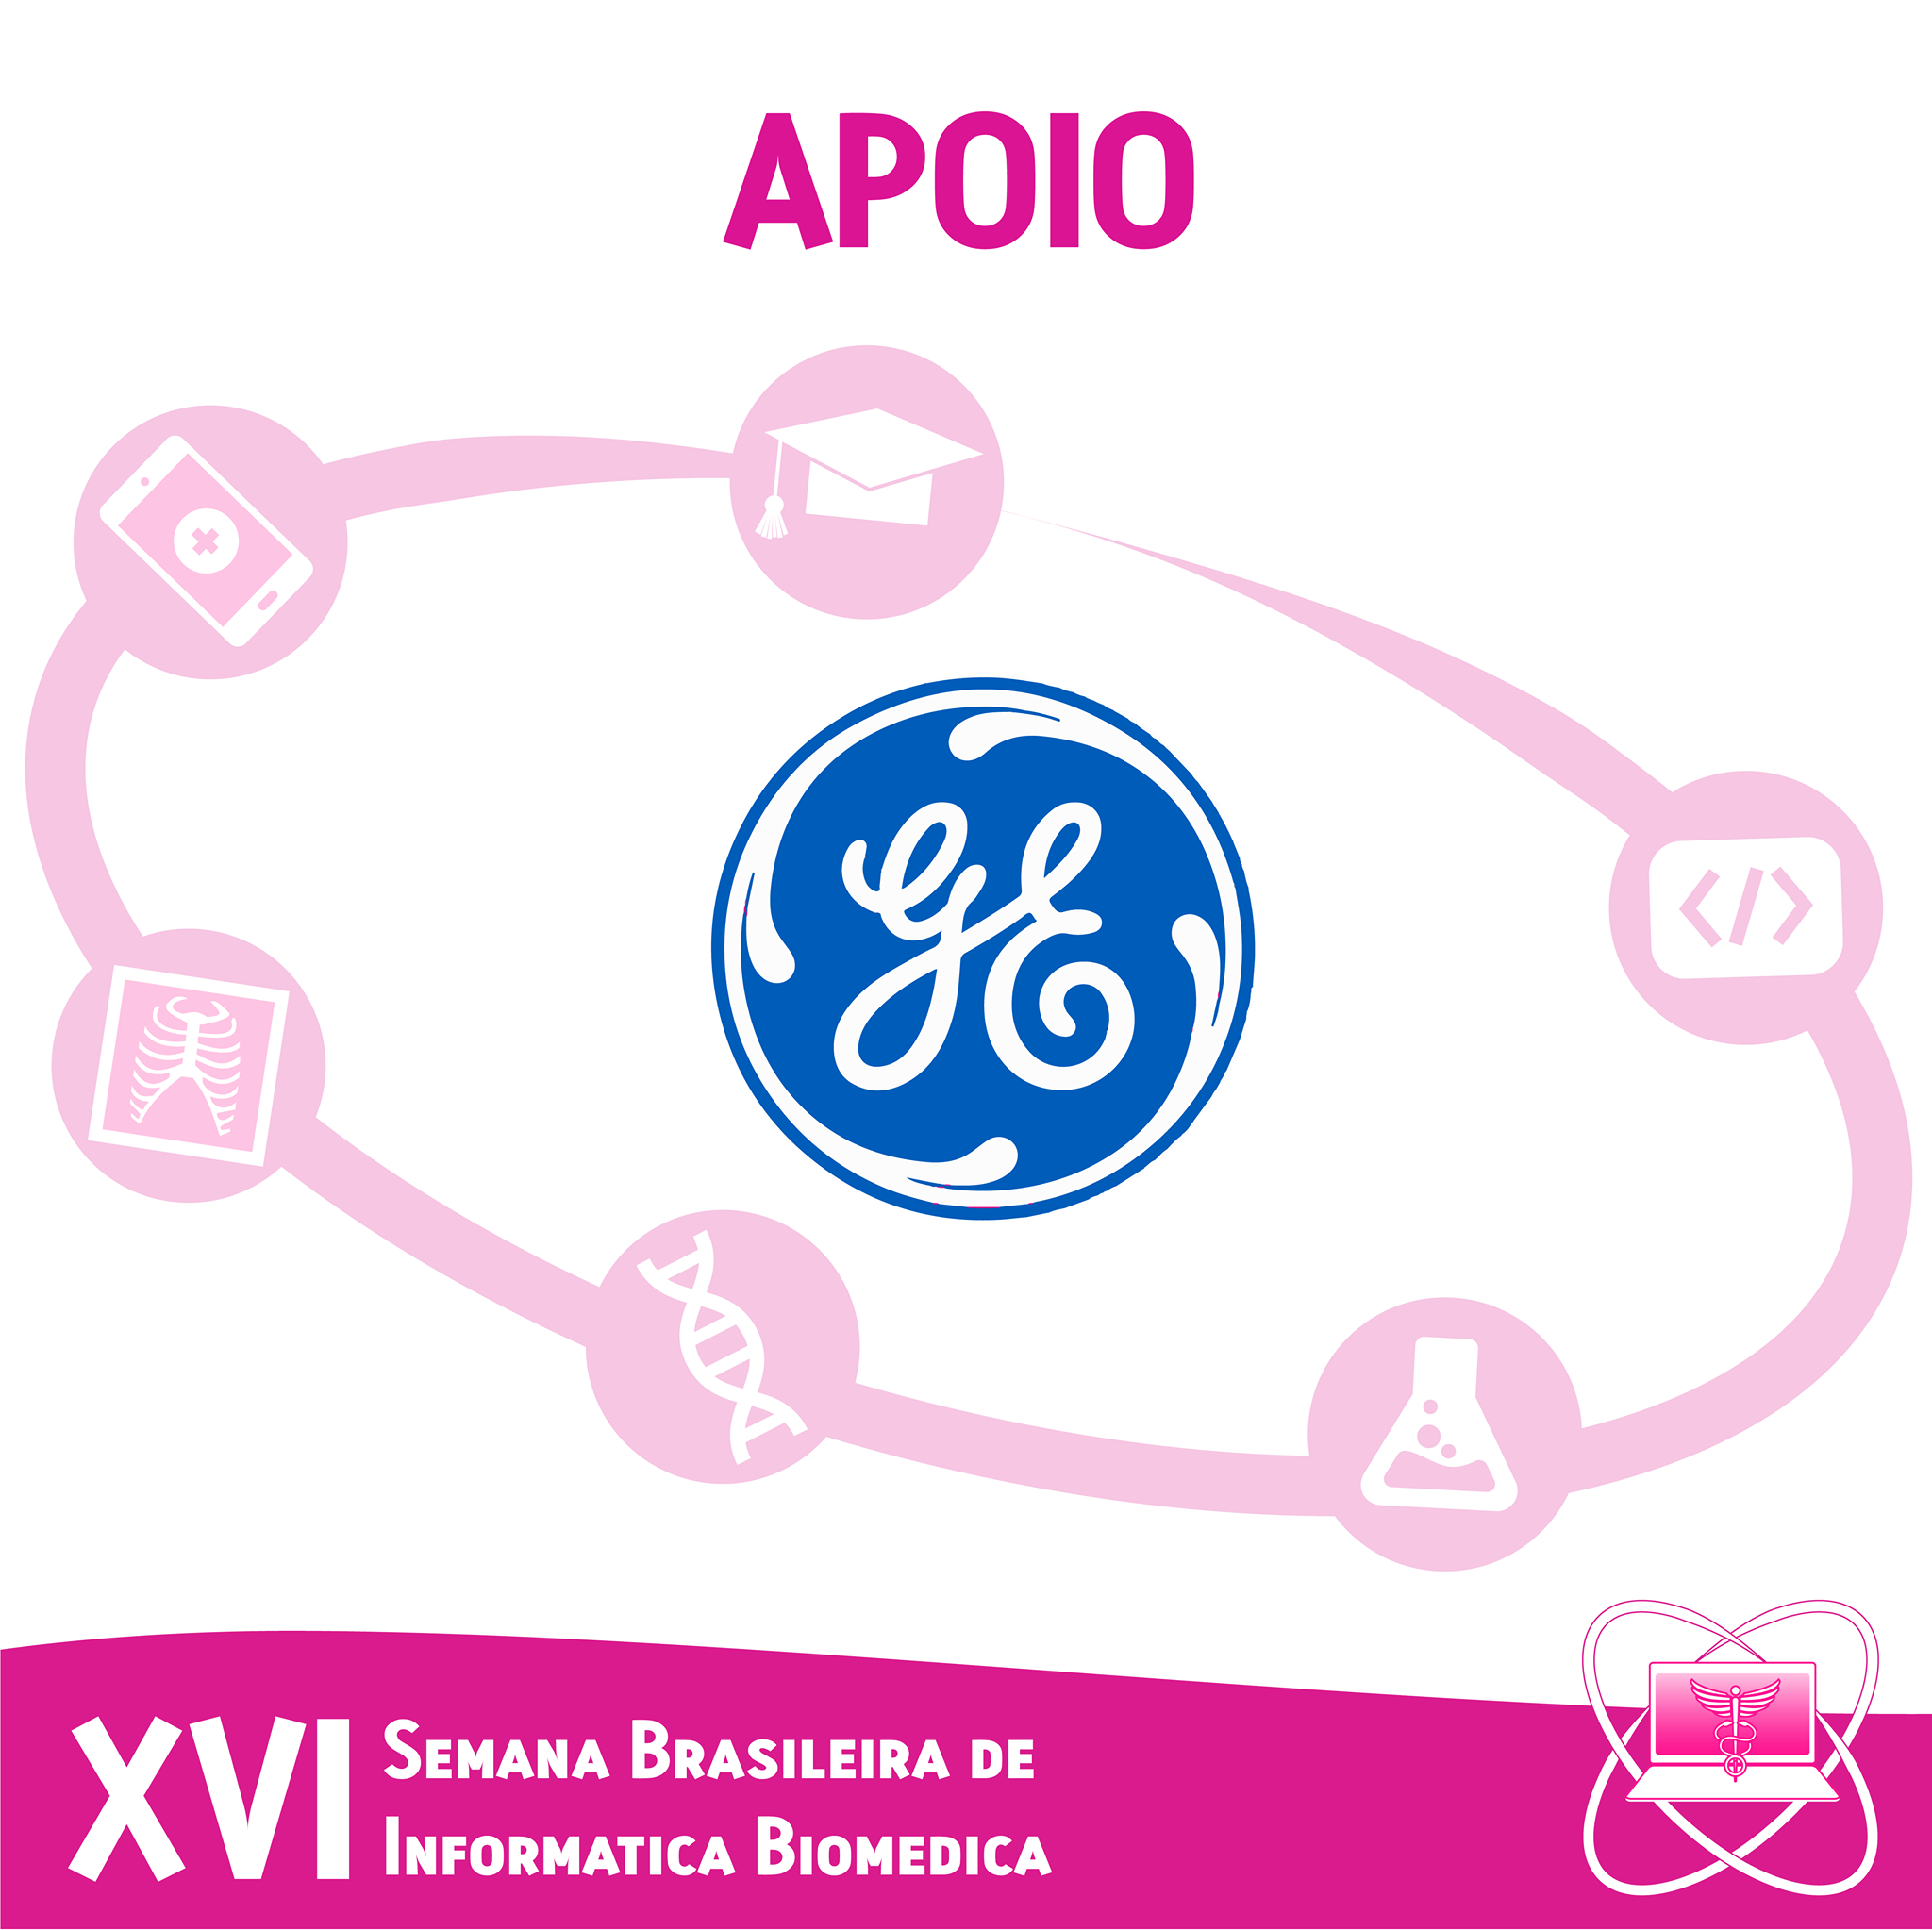 APOIO
GE
</>
XVI
SEMANA BRASILEIRA DE
INFORMATICA BIOMEDICA